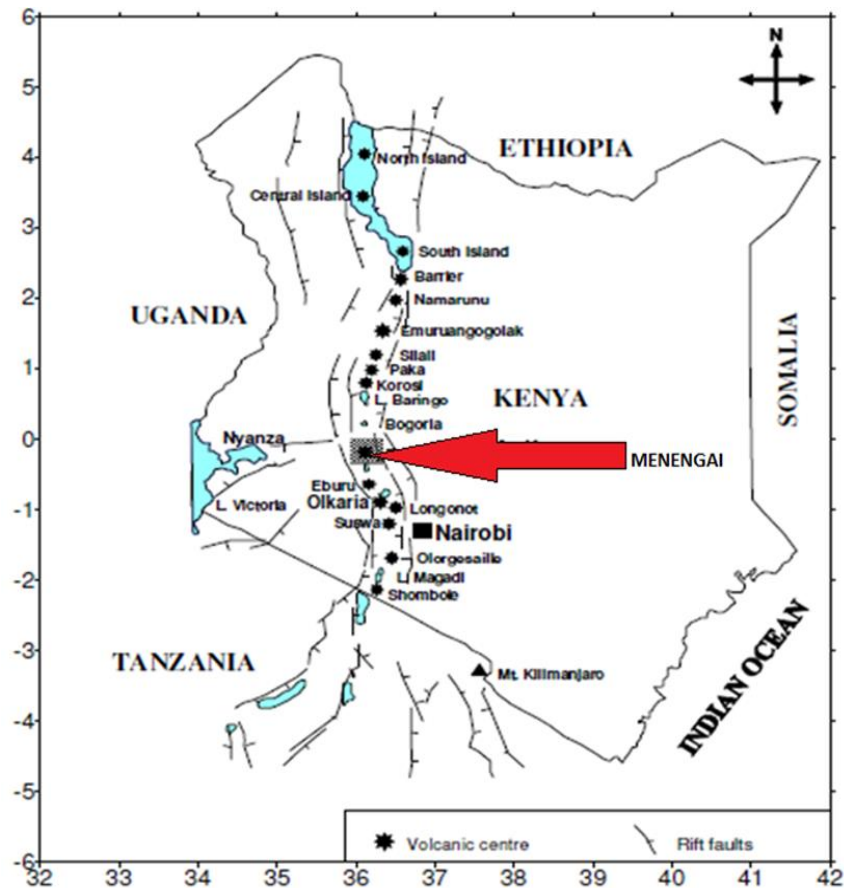 6
N
5
ETHIOPIA
4
North Island
Central Island
3
South Island
Barrier
2
Namarunu
UGANDA
Emuruangogolak
SOMALIA
Silali
1
Paka
Korosi
KENYA
L. Baringo
Bogoria
0
Nyanza
MENENGAI
Eburu
-1
Olkaria
L. Victoria
Longonot
Suswa
Nairobi
Olorgesailie
-2
L. Magadi
Shombole
-3
TANZANIA
Mt. Kilimanjaro
INDIAN OCEAN
-4
-5
Volcanic centre
Rift faults
-6
32 33 34 35 36 37 38 39 40 41 42